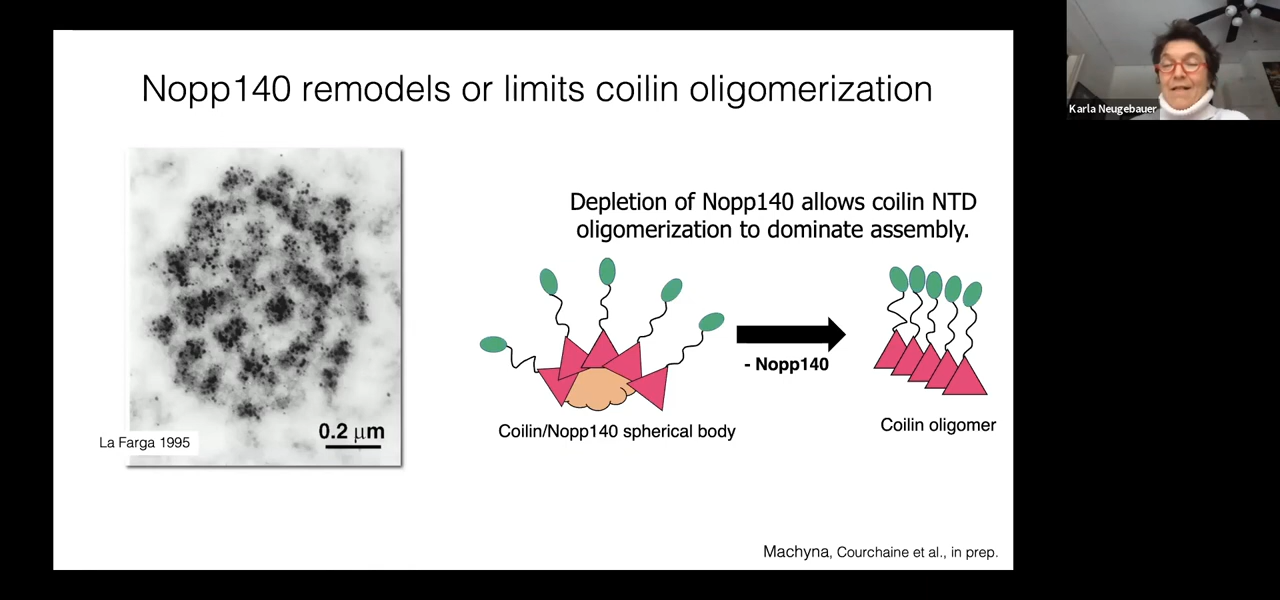 Nopp140 remodels or limits coilin oligomerization
Karla Neugebauer
Depletion of Nopp140 allows coilin NTD
oligomerization to dominate assembly.
- Nopp140
0.2 μm
La Farga 1995
Coilin/Nopp140 spherical body
Coilin oligomer
Machyna, Courchaine et al., in prep.